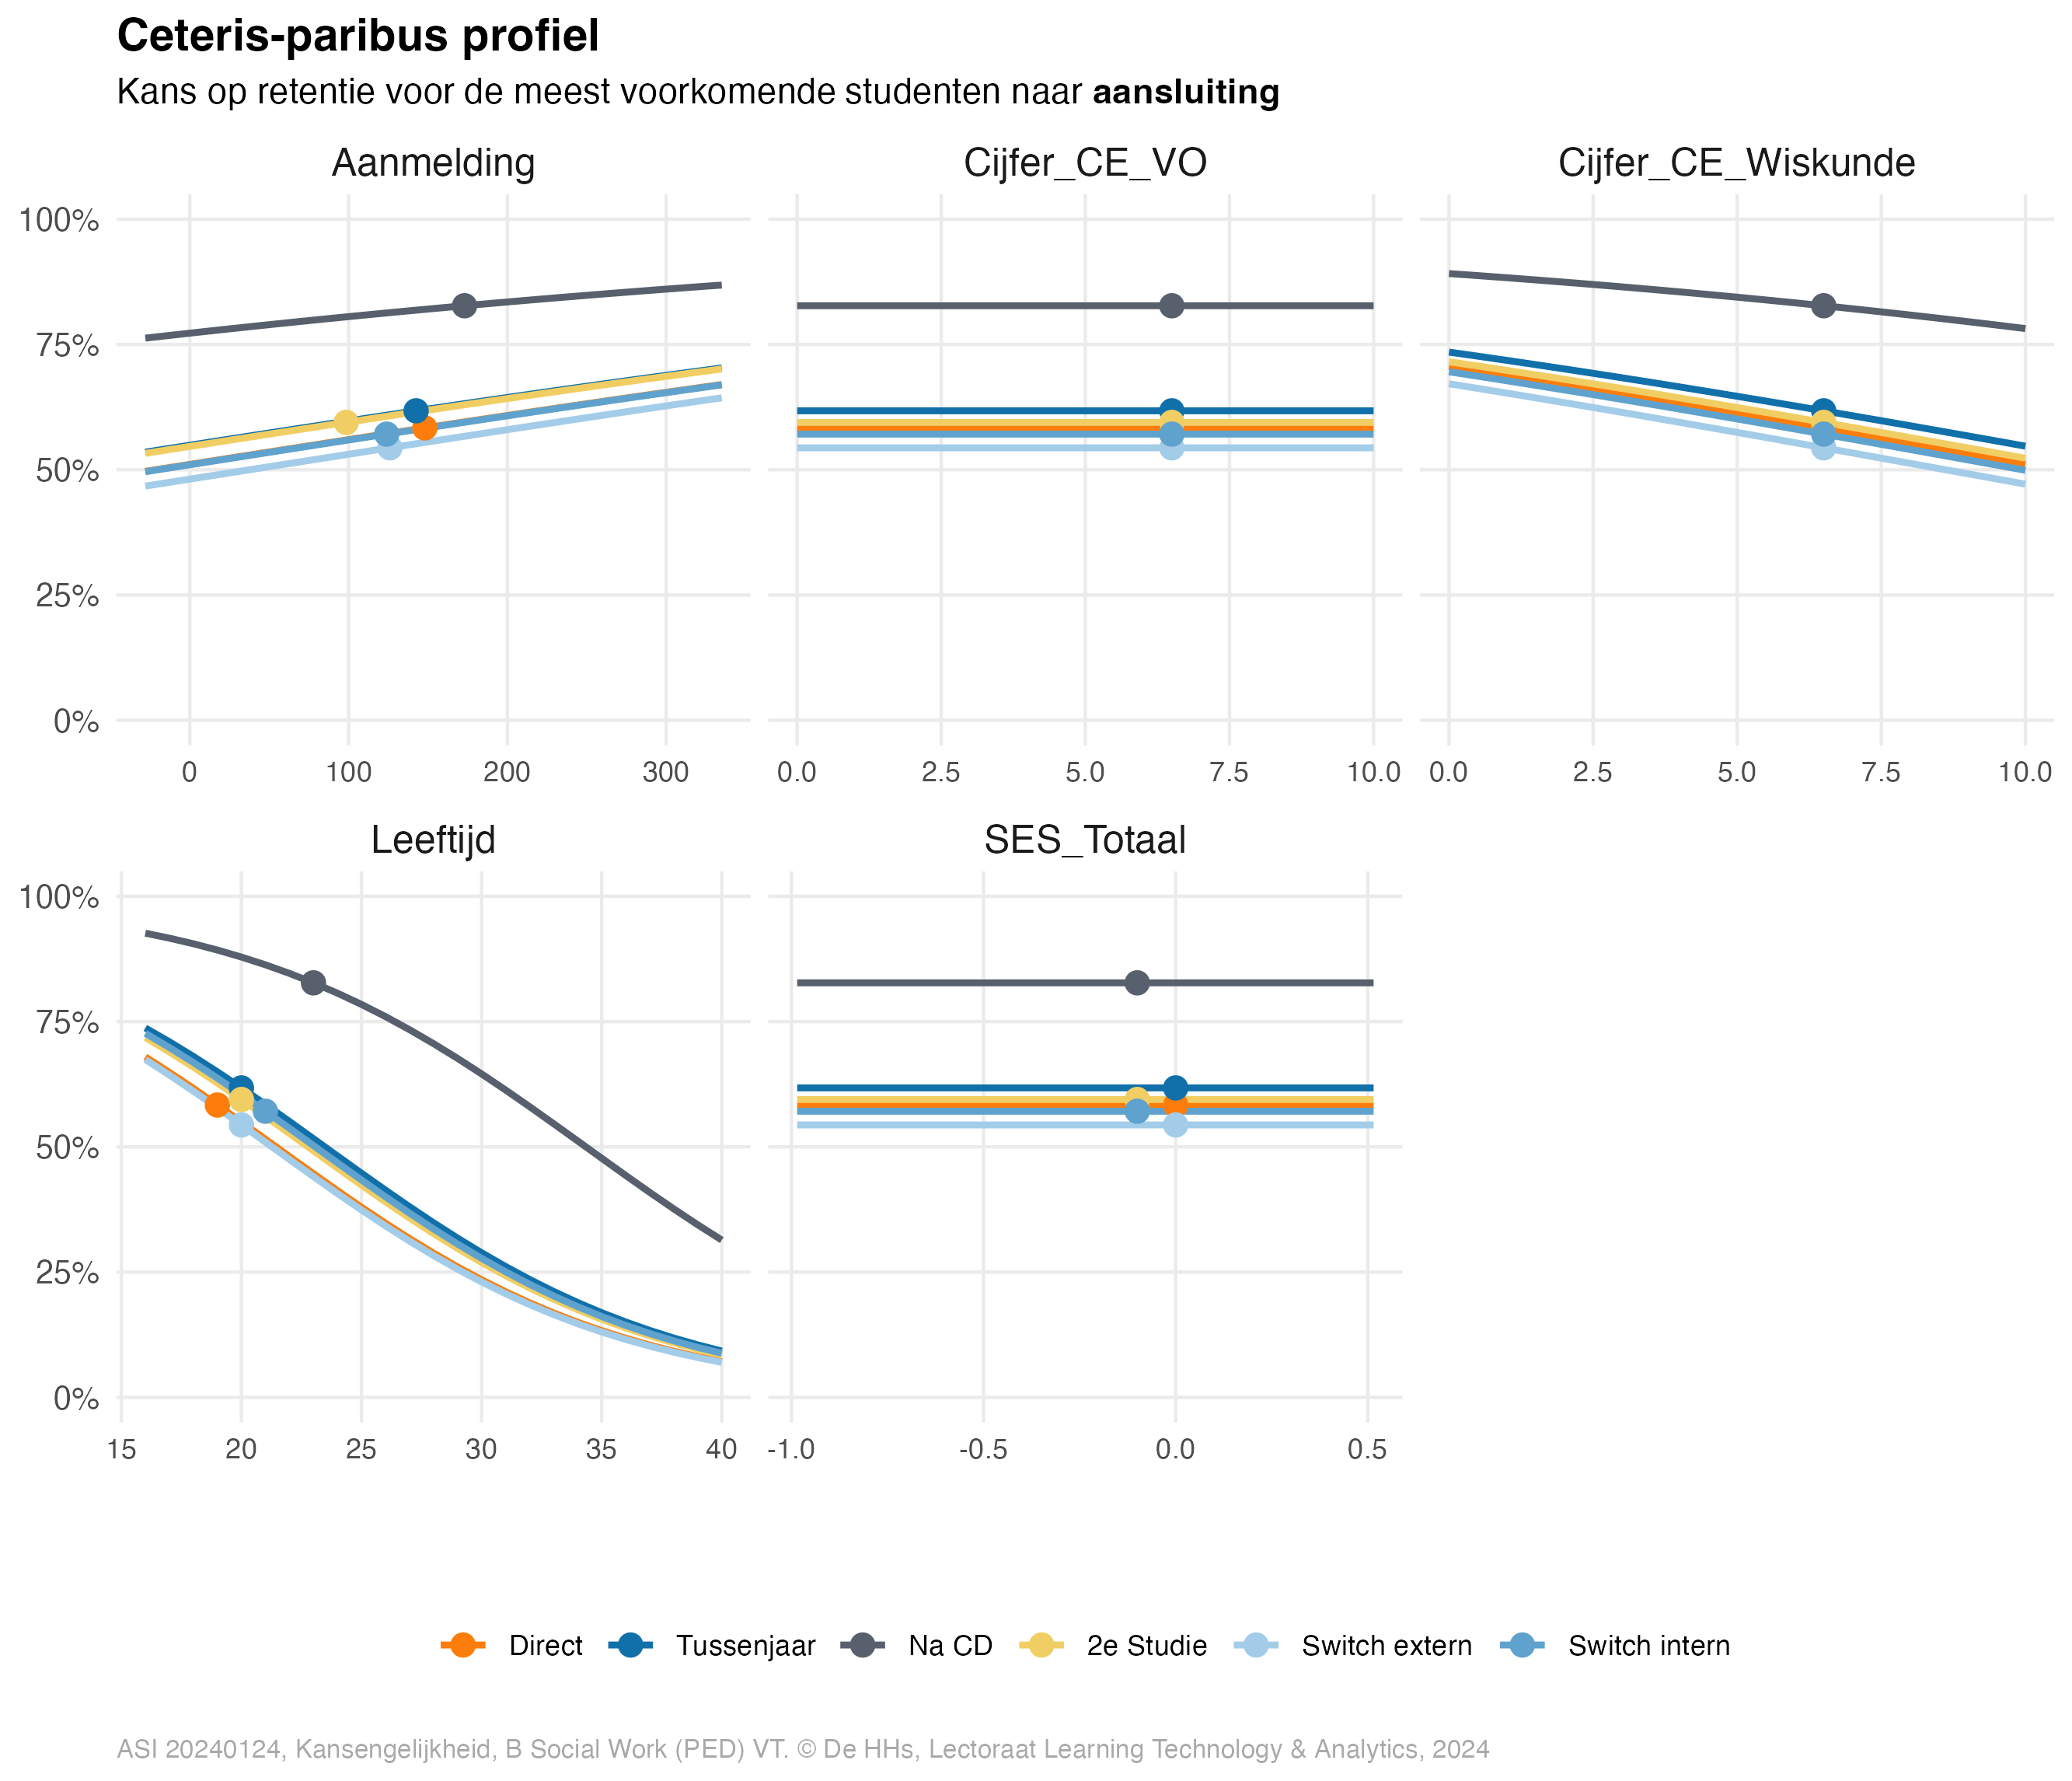 Ceteris-paribus profiel
Kans op retentie voor de meest voorkomende studenten naar aansluiting
Aanmelding
Cijfer_CE_VO
Cijfer_CE_Wiskunde
100%
75%
50%
25%
0%
0 100 200 300
0.0 2.5 5.0 7.5 10.0
0.0 2.5 5.0 7.5 10.0
Leeftijd
SES_Totaal
100%
75%
50%
25%
0%
15 20 25 30 35 40
-1.0 -0.5 0.0 0.5
Direct Tussenjaar Na CD 2e Studie Switch extern Switch intern
ASI 20240124, Kansengelijkheid, B Social Work (PED) VT. © De HHs, Lectoraat Learning Technology & Analytics, 2024